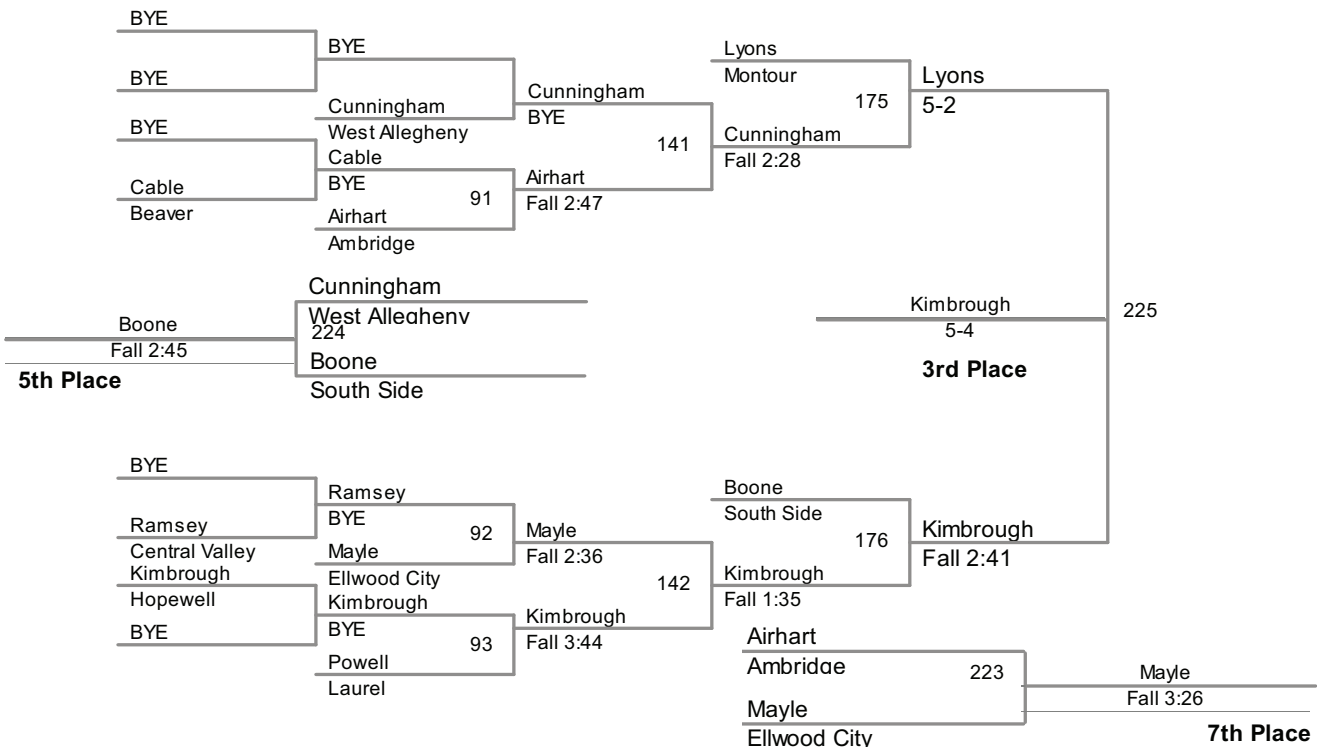 BYE
BYE
BYE
Cable
Beaver
BYE
Cunningham
West Allegheny
Cable
BYE
91
Airhart
Ambridge
Cunningham
BYE
141
Airhart
Fall 2:47
Lyons
Montour
175
Cunningham
Fall 2:28
Lyons
5-2
Cunningham
West Allegheny
224
Boone
South Side
Boone
Fall 2:45
5th Place
Kimbrough
5-4
225
3rd Place
BYE
Ramsey
Central Valley
Kimbrough
Hopewell
BYE
Ramsey
BYE
92
Mayle
Ellwood City
Kimbrough
BYE
93
Powell
Laurel
Mayle
Fall 2:36
142
Kimbrough
Fall 3:44
Boone
South Side
176
Kimbrough
Fall 1:35
Kimbrough
Fall 2:41
Airhart
Ambridge
223
Mayle
Ellwood City
Mayle
Fall 3:26
7th Place